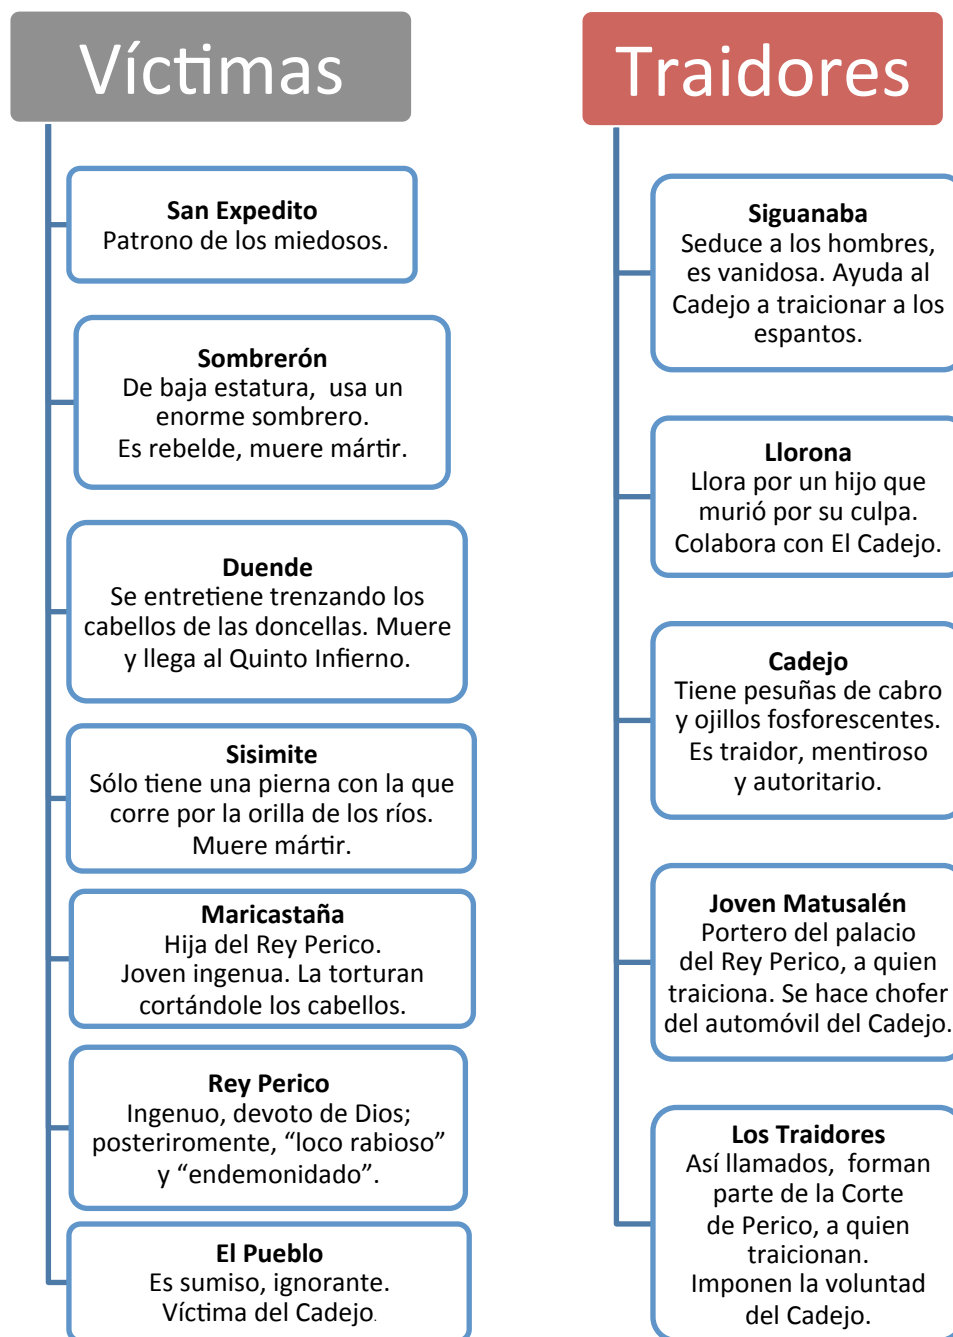 Víctimas
San Expedito
Patrono de los miedosos.
Sombrerón
De baja estatura, usa un
enorme sombrero.
Es rebelde, muere mártir.
Duende
Se entretiene trenzando los
cabellos de las doncellas. Muere
y llega al Quinto Infierno.
Sisimite
Sólo tiene una pierna con la que
corre por la orilla de los ríos.
Muere mártir.
Maricastaña
Hija del Rey Perico.
Joven ingenua. La torturan
cortándole los cabellos.
Rey Perico
Ingenuo, devoto de Dios;
posteriromente, “loco rabioso”
y “endemonidado”.
El Pueblo
Es sumiso, ignorante.
Víctima del Cadejo.
Traidores
Siguanaba
Seduce a los hombres,
es vanidosa. Ayuda al
Cadejo a traicionar a los
espantos.
Llorona
Llora por un hijo que
murió por su culpa.
Colabora con El Cadejo.
Cadejo
Tiene pesuñas de cabro
y ojillos fosforescentes.
Es traidor, mentiroso
y autoritario.
Joven Matusalén
Portero del palacio
del Rey Perico, a quien
traiciona. Se hace chofer
del automóvil del Cadejo.
Los Traidores
Así llamados, forman
parte de la Corte
de Perico, a quien
traicionan.
Imponen la voluntad
del Cadejo.